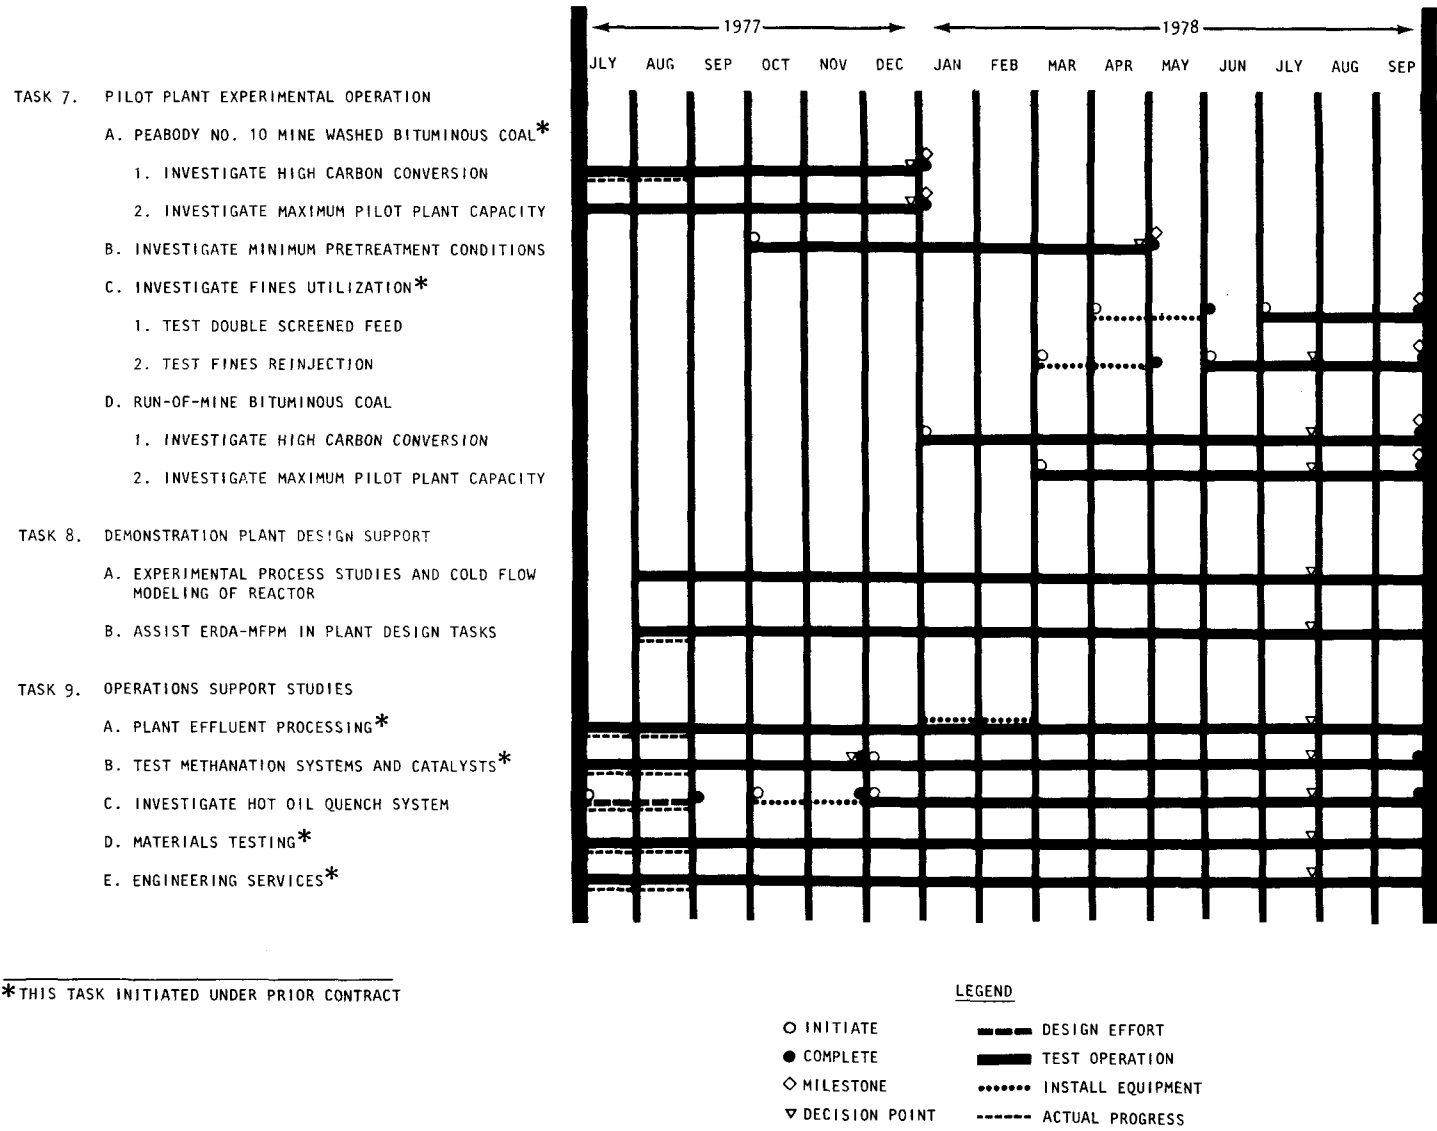 1977 1978
JLY AUG SEP OCT NOV DEC JAN FEB MAR APR MAY JUN JLY AUG SEP
TASK 7. PILOT PLANT EXPERIMENTAL OPERATION
A. PEABODY NO. 10 MINE WASHED BITUMINOUS COAL*
1. INVESTIGATE HIGH CARBON CONVERSION
2. INVESTIGATE MAXIMUM PILOT PLANT CAPACITY
B. INVESTIGATE MINIMUM PRETREATMENT CONDITIONS
C. INVESTIGATE FINES UTILIZATION*
1. TEST DOUBLE SCREENED FEED
2. TEST FINES REINJECTION
D. RUN-OF-MINE BITUMINOUS COAL
1. INVESTIGATE HIGH CARBON CONVERSION
2. INVESTIGATE MAXIMUM PILOT PLANT CAPACITY
TASK 8. DEMONSTRATION PLANT DESIGN SUPPORT
A. EXPERIMENTAL PROCESS STUDIES AND COLD FLOW
MODELING OF REACTOR
B. ASSIST ERDA-MFPM IN PLANT DESIGN TASKS
TASK 9. OPERATIONS SUPPORT STUDIES
A. PLANT EFFLUENT PROCESSING*
B. TEST METHANATION SYSTEMS AND CATALYSTS*
C. INVESTIGATE HOT OIL QUENCH SYSTEM
D. MATERIALS TESTING*
E. ENGINEERING SERVICES*
*THIS TASK INITIATED UNDER PRIOR CONTRACT
LEGEND
INITIATE DESIGN EFFORT
COMPLETE TEST OPERATION
MILESTONE INSTALL EQUIPMENT
DECISION POINT ACTUAL PROGRESS